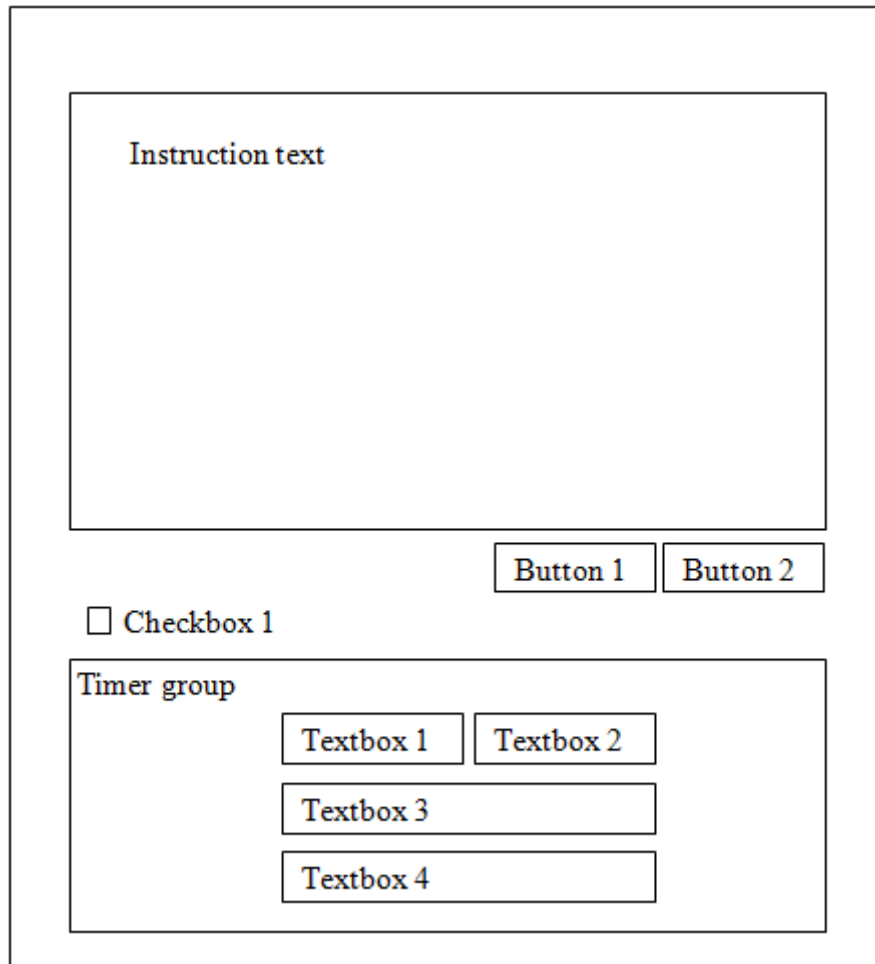 Instruction text
Button 1 Button 2
Checkbox 1
Timer group
Textbox 1 Textbox 2
Textbox 3
Textbox 4